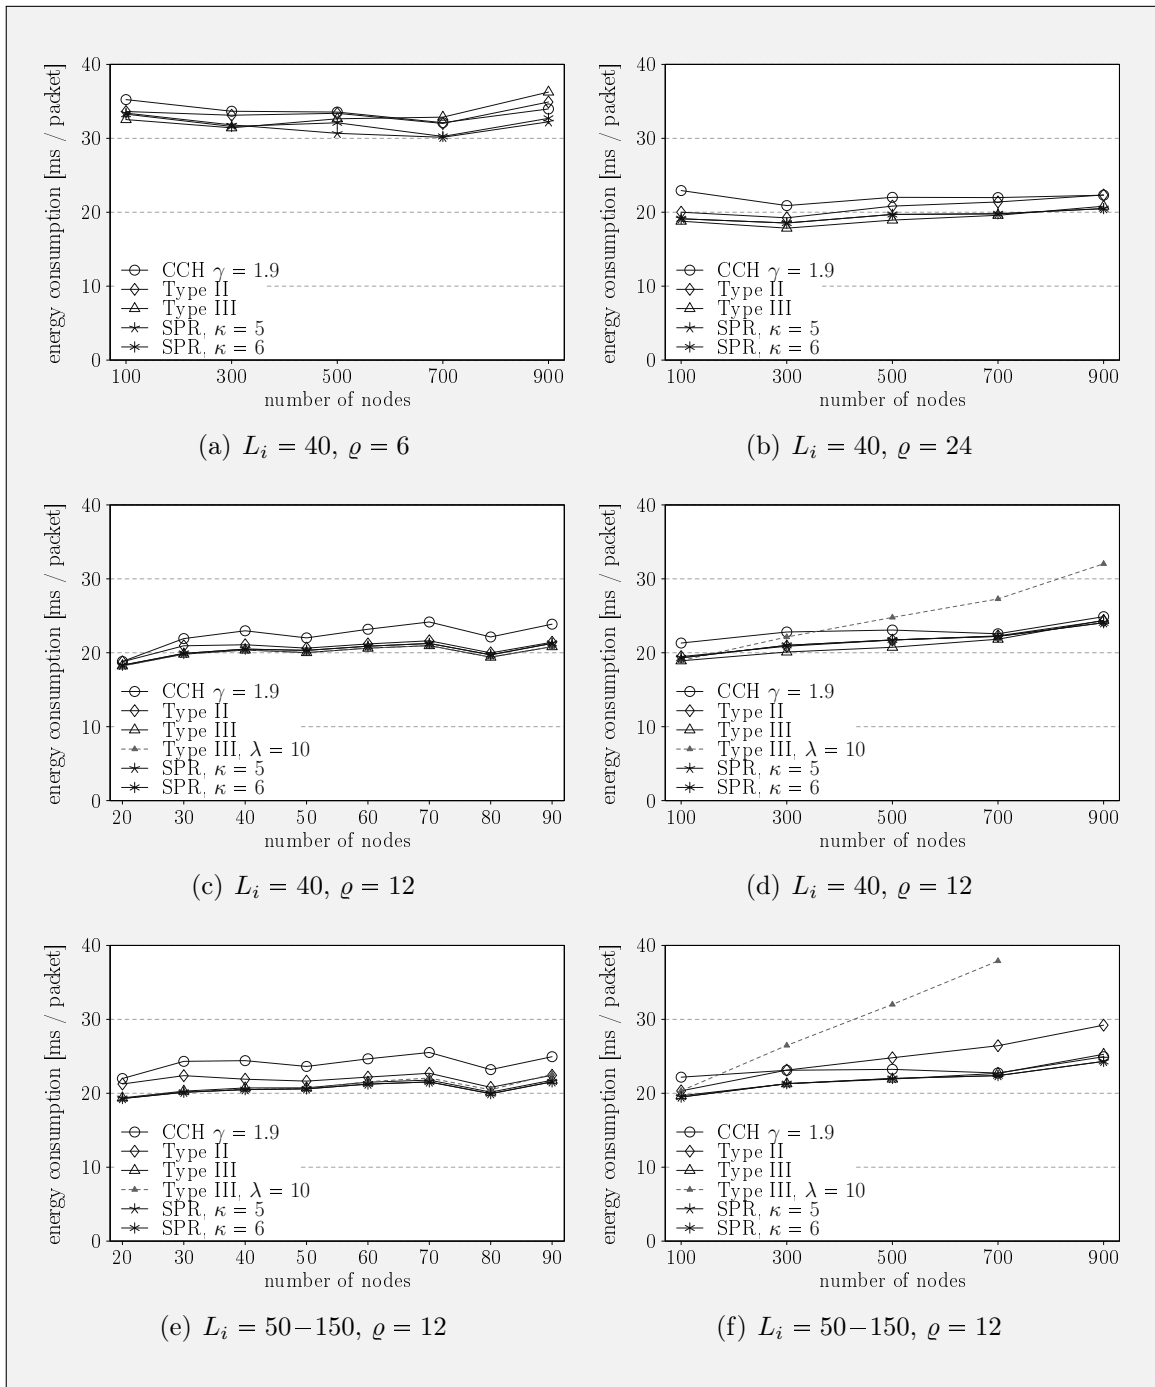 energy consumption [ms / packet]
40
30
20
10
0
CCH γ = 1.9
Type II
Type III
SPR, κ = 5
SPR, κ = 6
100 300 500 700 900
number of nodes
(a) L_i = 40, ϱ = 6
energy consumption [ms / packet]
40
30
20
10
0
CCH γ = 1.9
Type II
Type III
SPR, κ = 5
SPR, κ = 6
100 300 500 700 900
number of nodes
(b) L_i = 40, ϱ = 24
energy consumption [ms / packet]
40
30
20
10
0
CCH γ = 1.9
Type II
Type III
Type III, λ = 10
SPR, κ = 5
SPR, κ = 6
20 30 40 50 60 70 80 90
number of nodes
(c) L_i = 40, ϱ = 12
energy consumption [ms / packet]
40
30
20
10
0
CCH γ = 1.9
Type II
Type III
Type III, λ = 10
SPR, κ = 5
SPR, κ = 6
100 300 500 700 900
number of nodes
(d) L_i = 40, ϱ = 12
energy consumption [ms / packet]
40
30
20
10
0
CCH γ = 1.9
Type II
Type III
Type III, λ = 10
SPR, κ = 5
SPR, κ = 6
20 30 40 50 60 70 80 90
number of nodes
(e) L_i = 50−150, ϱ = 12
energy consumption [ms / packet]
40
30
20
10
0
CCH γ = 1.9
Type II
Type III
Type III, λ = 10
SPR, κ = 5
SPR, κ = 6
100 300 500 700 900
number of nodes
(f) L_i = 50−150, ϱ = 12